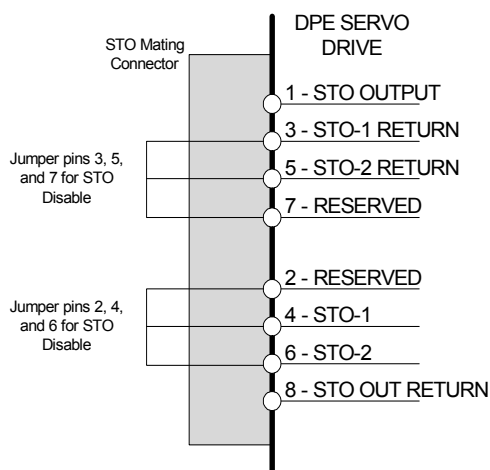 DPE SERVO
DRIVE
STO Mating
Connector
1 - STO OUTPUT
3 - STO-1 RETURN
5 - STO-2 RETURN
7 - RESERVED
Jumper pins 3, 5,
and 7 for STO
Disable
2 - RESERVED
4 - STO-1
6 - STO-2
8 - STO OUT RETURN
Jumper pins 2, 4,
and 6 for STO
Disable